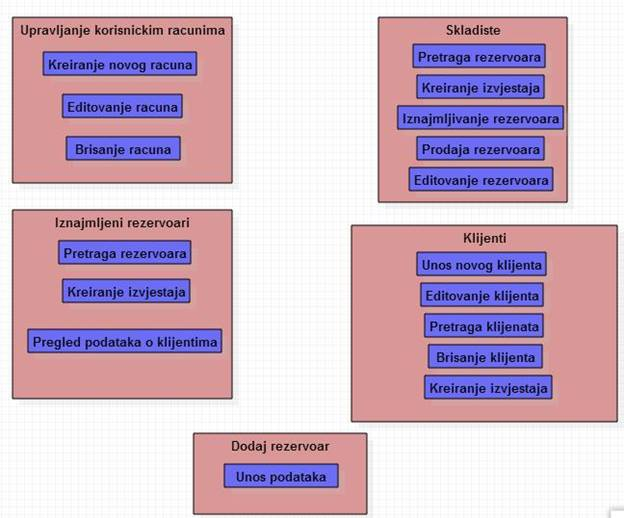 Upravljanje korisnickim racunima
Kreiranje novog racuna
Editovanje racuna
Brisanje racuna
Skladiste
Pretraga rezervoara
Kreiranje izvjestaja
Iznajmljivanje rezervoara
Prodaja rezervoara
Editovanje rezervoara
Iznajmljeni rezervoari
Pretraga rezervoara
Kreiranje izvjestaja
Pregled podataka o klijentima
Klijenti
Unos novog klijenta
Editovanje klijenta
Pretraga klijenata
Brisanje klijenta
Kreiranje izvjestaja
Dodaj rezervoar
Unos podataka